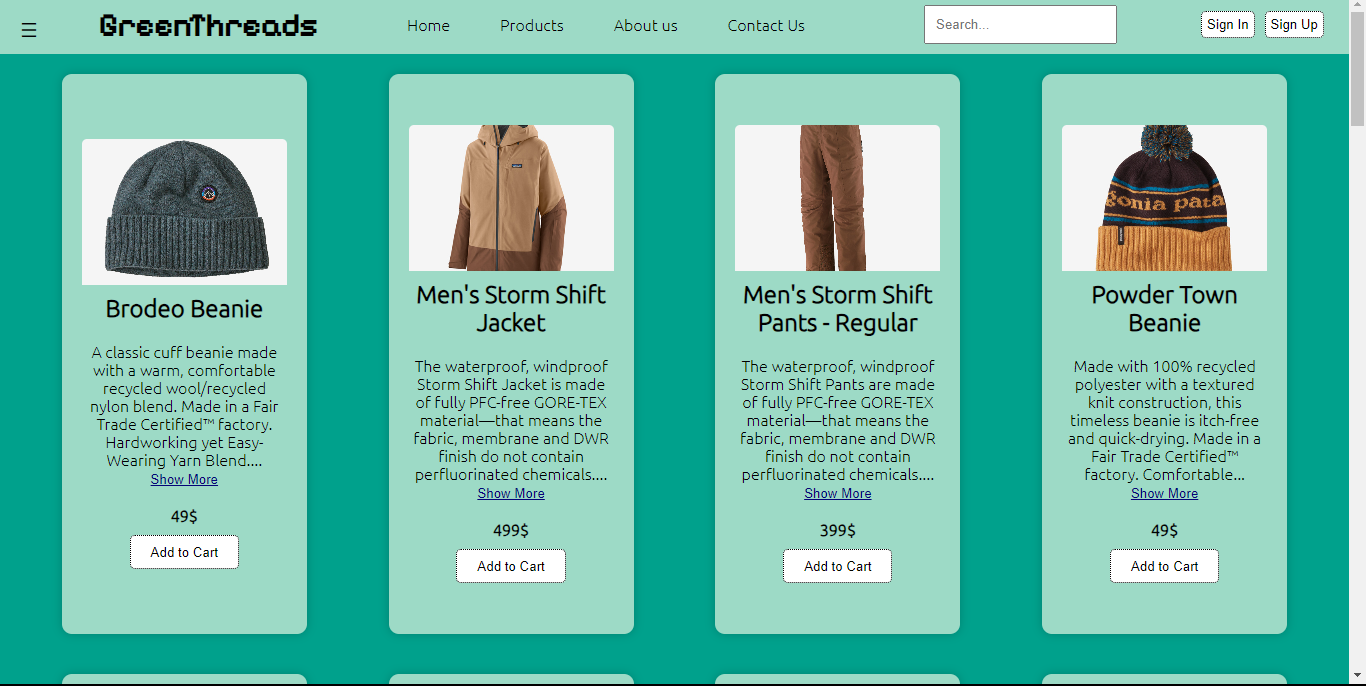 ☰ GreenThreads Home Products About us Contact Us Search... Sign In Sign Up
Brodeo Beanie
A classic cuff beanie made
with a warm, comfortable
recycled wool/recycled
nylon blend. Made in a Fair
Trade Certified™ factory.
Hardworking yet Easy-
Wearing Yarn Blend....
Show More
49$
Add to Cart
Men's Storm Shift
Jacket
The waterproof, windproof
Storm Shift Jacket is made
of fully PFC-free GORE-TEX
material—that means the
fabric, membrane and DWR
finish do not contain
perfluorinated chemicals....
Show More
499$
Add to Cart
Men's Storm Shift
Pants - Regular
The waterproof, windproof
Storm Shift Pants are made
of fully PFC-free GORE-TEX
material—that means the
fabric, membrane and DWR
finish do not contain
perfluorinated chemicals....
Show More
399$
Add to Cart
gonia pata
Powder Town
Beanie
Made with 100% recycled
polyester with a textured
knit construction, this
timeless beanie is itch-free
and quick-drying. Made in a
Fair Trade Certified™
factory. Comfortable...
Show More
49$
Add to Cart